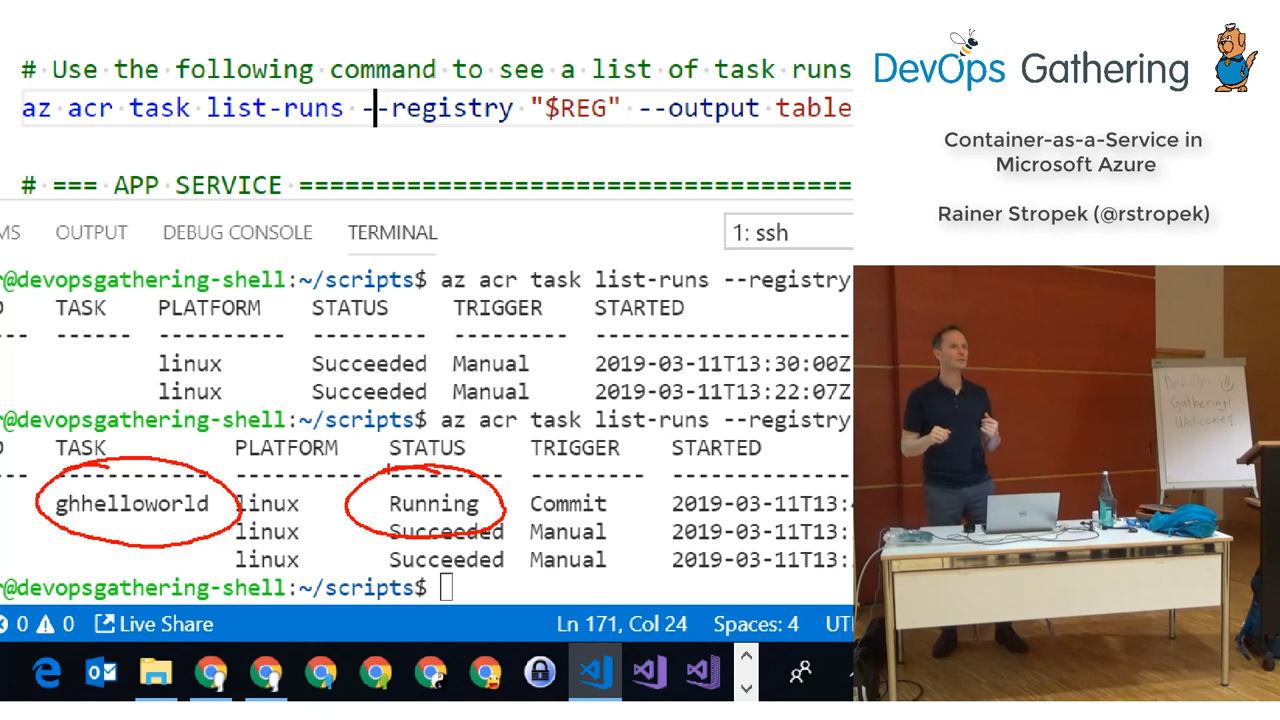 # Use the following command to see a list of task runs
az acr task list-runs --registry "$REG" --output table
# === APP SERVICE ====================================
MS OUTPUT DEBUG CONSOLE TERMINAL 1: ssh
r@devopsgathering-shell:~/scripts$ az acr task list-runs --registry
D TASK PLATFORM STATUS TRIGGER STARTED
linux Succeeded Manual 2019-03-11T13:30:00Z
linux Succeeded Manual 2019-03-11T13:22:07Z
r@devopsgathering-shell:~/scripts$ az acr task list-runs --registry
D TASK PLATFORM STATUS TRIGGER STARTED
ghhelloworld linux Running Commit 2019-03-11T13:4
linux Succeeded Manual 2019-03-11T13:
linux Succeeded Manual 2019-03-11T13:
r@devopsgathering-shell:~/scripts$
0 0 Live Share Ln 171, Col 24 Spaces: 4 UTF
DevOps Gathering
Container-as-a-Service in
Microsoft Azure
Rainer Stropek (@rstropek)
DevOps
Gathering!
Welcome!